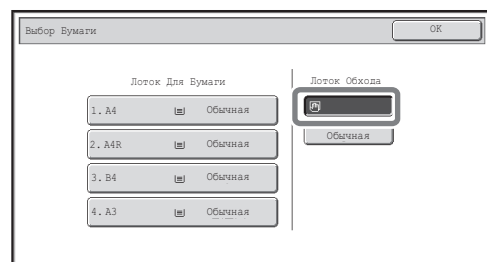 Выбор Бумаги
OK
Лоток Для Бумаги
Лоток Обхода
1. A4 Обычная
2. A4R Обычная
Обычная
3. B4 Обычная
4. A3 Обычная